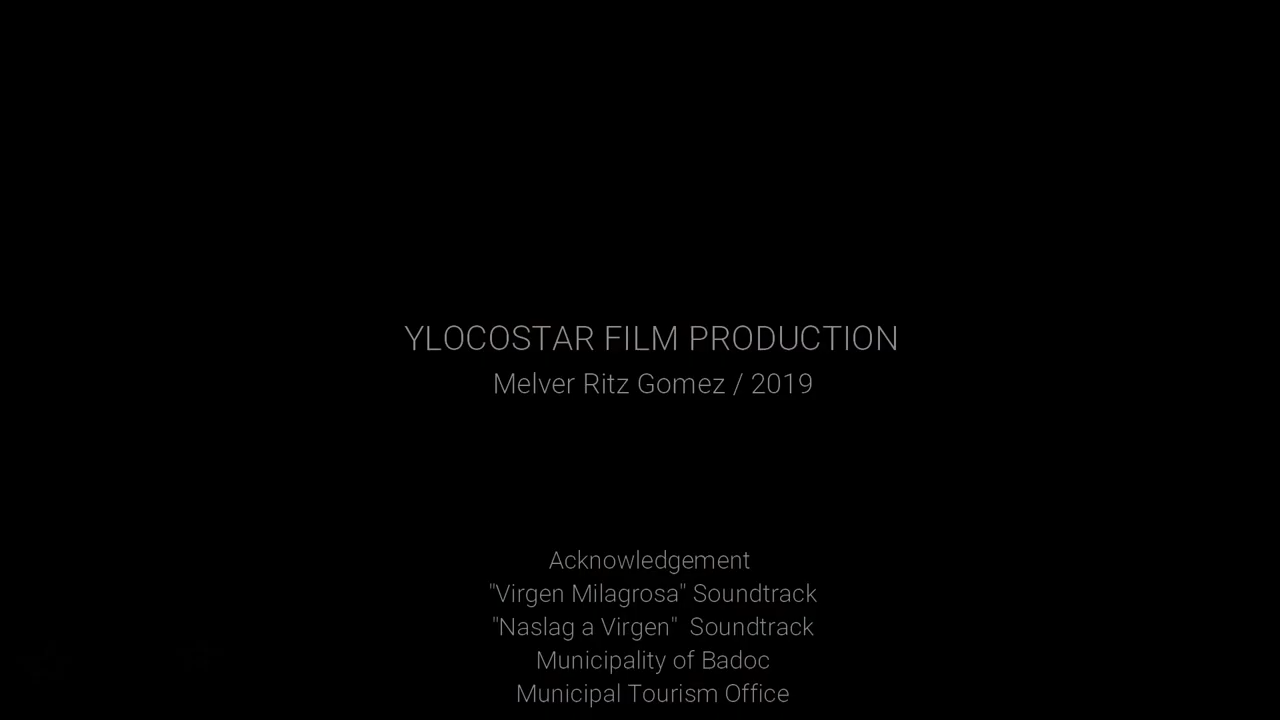 YLOCOSTAR FILM PRODUCTION
Melver Ritz Gomez / 2019
Acknowledgement
"Virgen Milagrosa" Soundtrack
"Naslag a Virgen"  Soundtrack
Municipality of Badoc
Municipal Tourism Office